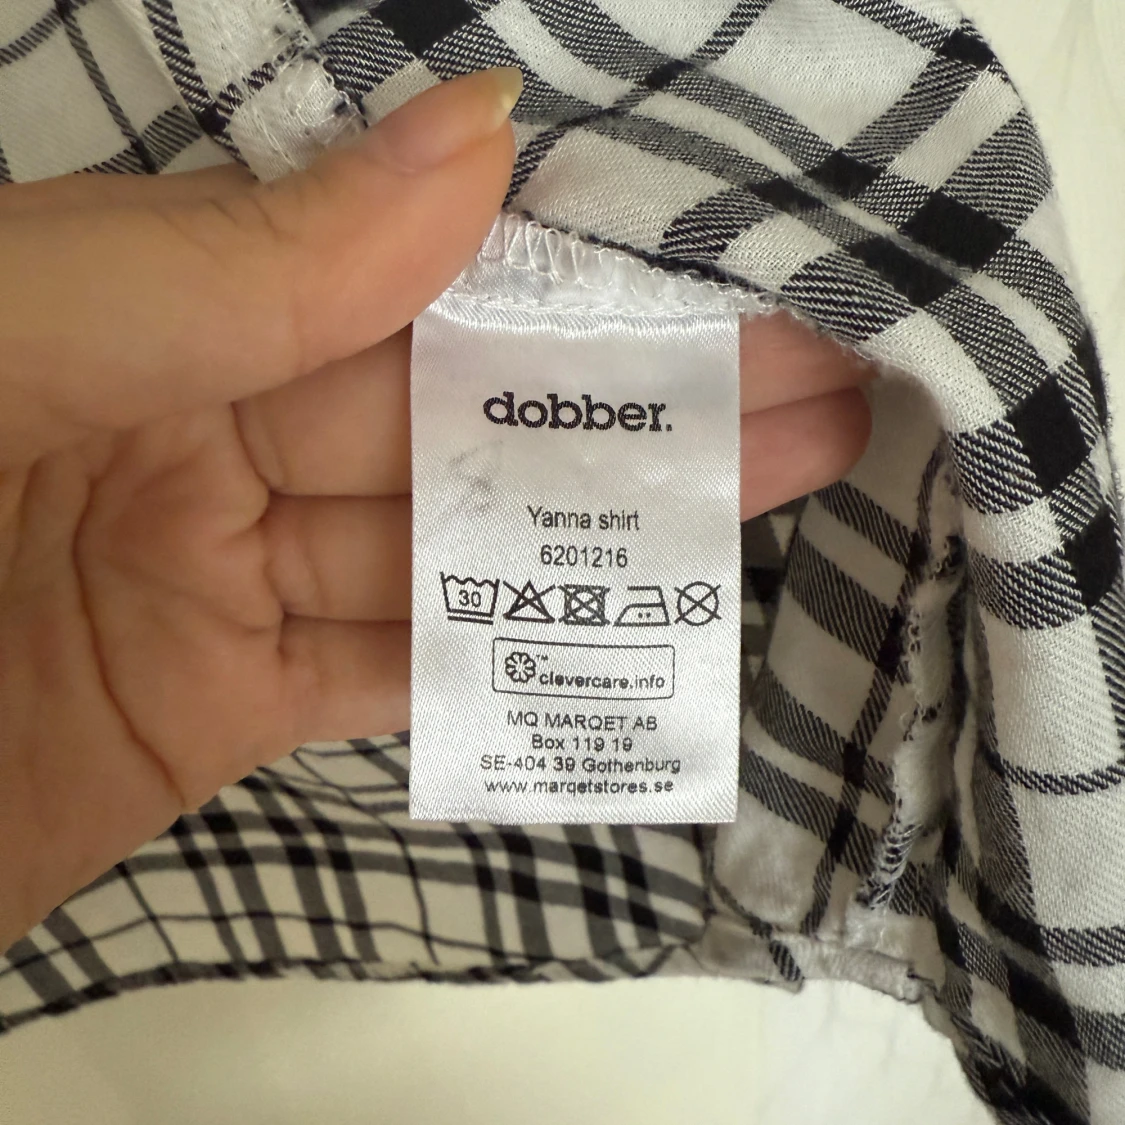 dobber.
Yanna shirt
6201216
30
™
clevercare.info
MQ MARQET AB
Box 119 19
SE-404 39 Gothenburg
www.marqetstores.se